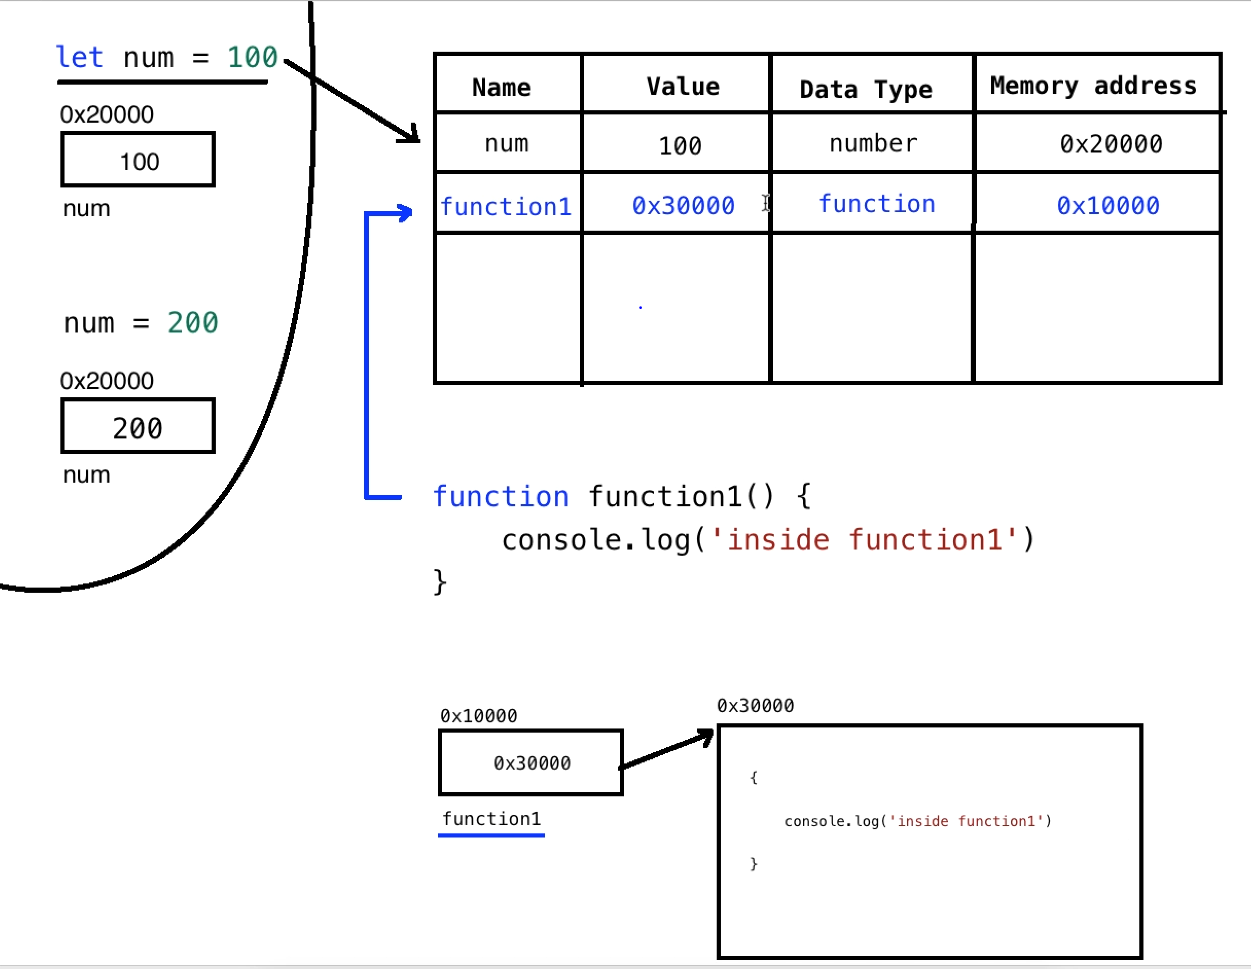 let num = 100
0x20000
100
num
num = 200
0x20000
200
num
Name Value Data Type Memory address
num 100 number 0x20000
function1 0x30000 function 0x10000
function function1() {
console.log('inside function1')
}
0x10000
0x30000
function1
0x30000
{
console.log('inside function1')
}